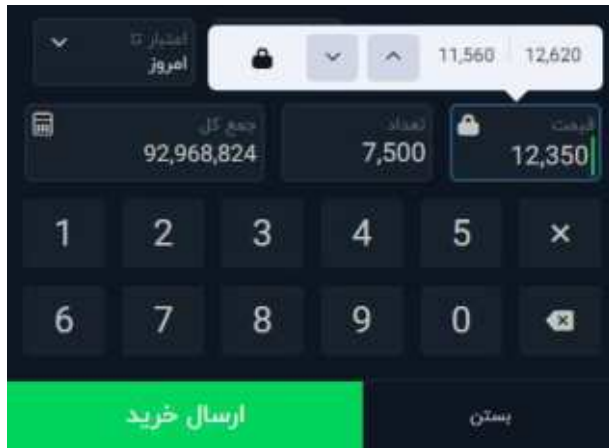 اعتبار تا
امروز
11,560 12,620
قیمت
12,350
تعداد
7,500
جمع کل
92,968,824
1 2 3 4 5 ×
6 7 8 9 0
ارسال خرید
بستن